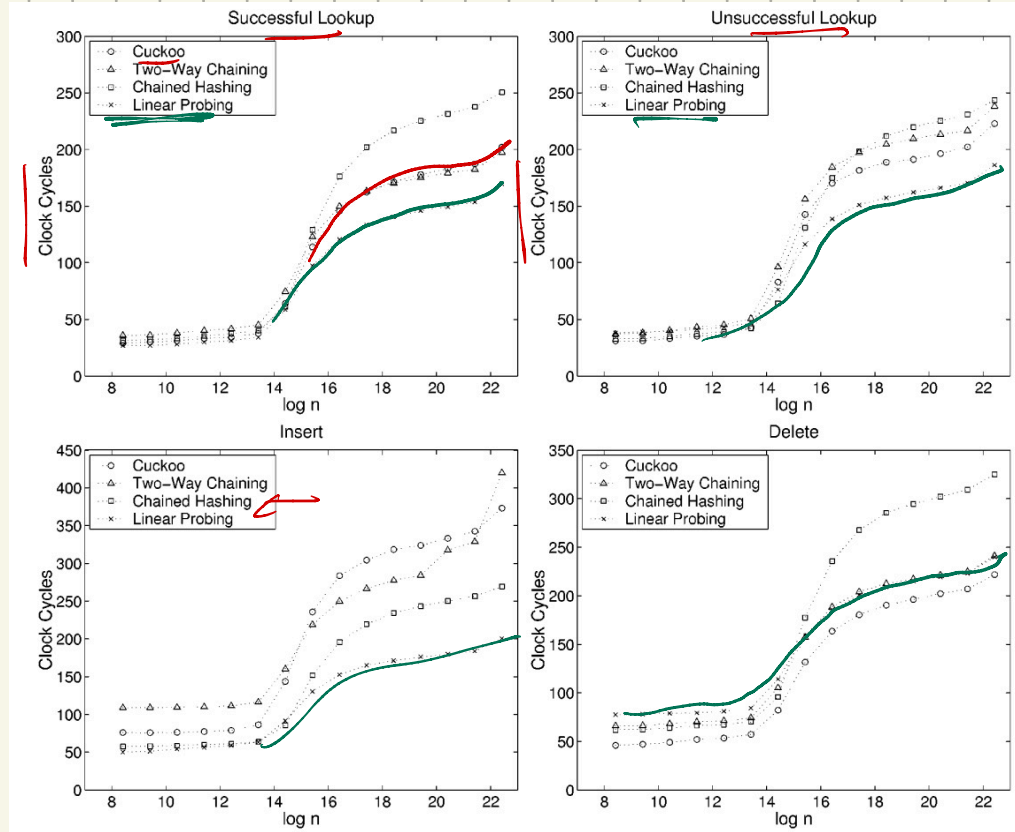 Successful Lookup
300
250
200
150
100
50
0
Clock Cycles
Cuckoo
Two-Way Chaining
Chained Hashing
Linear Probing
8 10 12 14 16 18 20 22
log n
Unsuccessful Lookup
300
250
200
150
100
50
0
Clock Cycles
Cuckoo
Two-Way Chaining
Chained Hashing
Linear Probing
8 10 12 14 16 18 20 22
log n
Insert
450
400
350
300
250
200
150
100
50
0
Clock Cycles
Cuckoo
Two-Way Chaining
Chained Hashing
Linear Probing
8 10 12 14 16 18 20 22
log n
Delete
350
300
250
200
150
100
50
0
Clock Cycles
Cuckoo
Two-Way Chaining
Chained Hashing
Linear Probing
8 10 12 14 16 18 20 22
log n